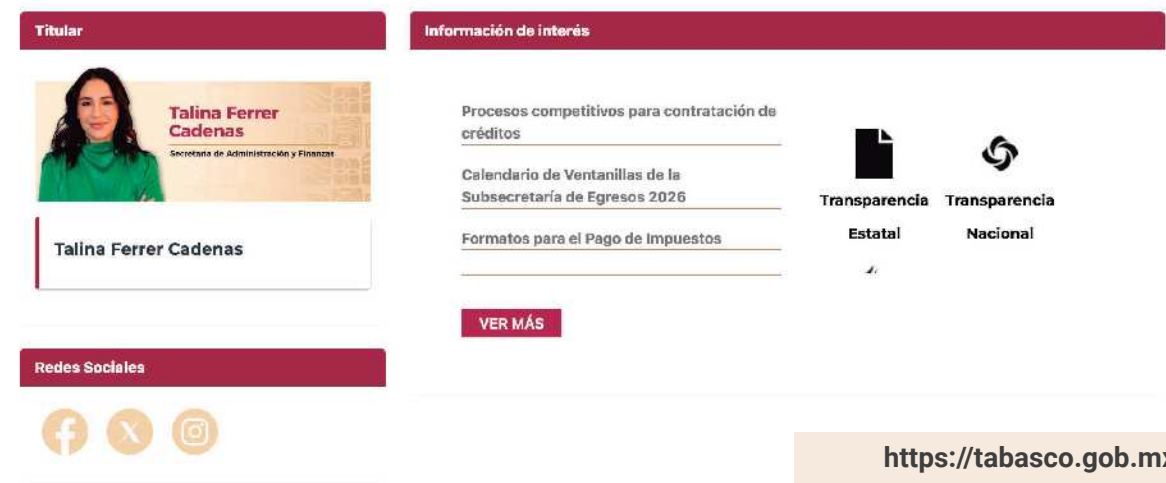 Titular
Talina Ferrer
Cadenas
Secretaria de Administración y Finanzas
Talina Ferrer Cadenas
Redes Sociales
Información de interés
Procesos competitivos para contratación de
créditos
Calendario de Ventanillas de la
Subsecretaría de Egresos 2026
Formatos para el Pago de Impuestos
VER MÁS
Transparencia
Estatal
Transparencia
Nacional
https://tabasco.gob.mx